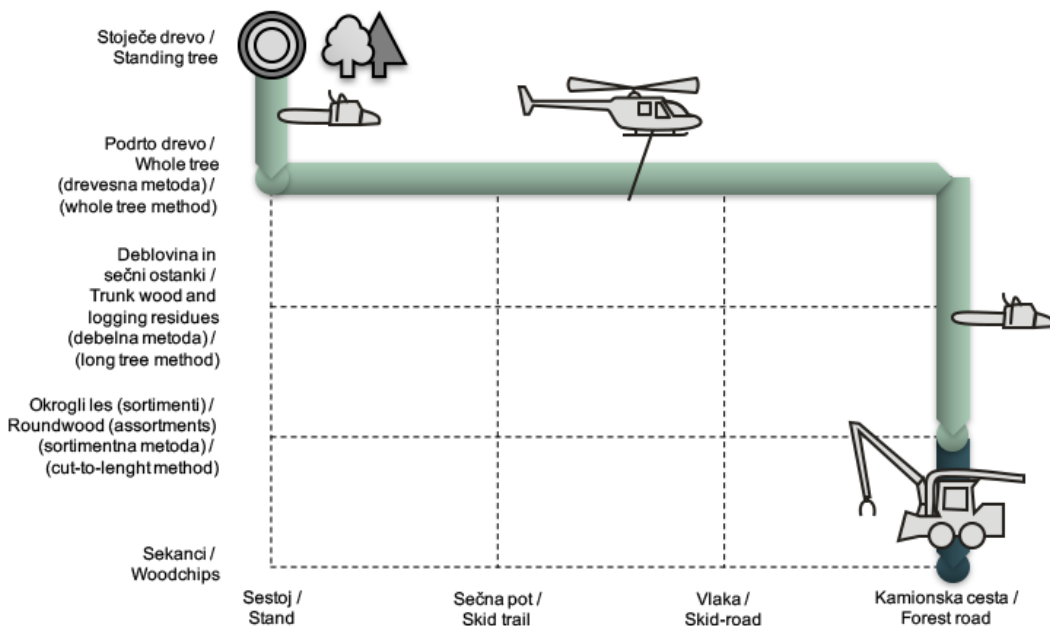 Stoječe drevo /
Standing tree
Podrto drevo /
Whole tree
(drevesna metoda) /
(whole tree method)
Deblovina in
sečni ostanki /
Trunk wood and
logging residues
(debelna metoda) /
(long tree method)
Okrogli les (sortimenti) /
Roundwood (assortments)
(sortimentna metoda) /
(cut-to-lenght method)
Sekanci /
Woodchips
Sestoj /
Stand
Sečna pot /
Skid trail
Vlaka /
Skid-road
Kamionska cesta /
Forest road